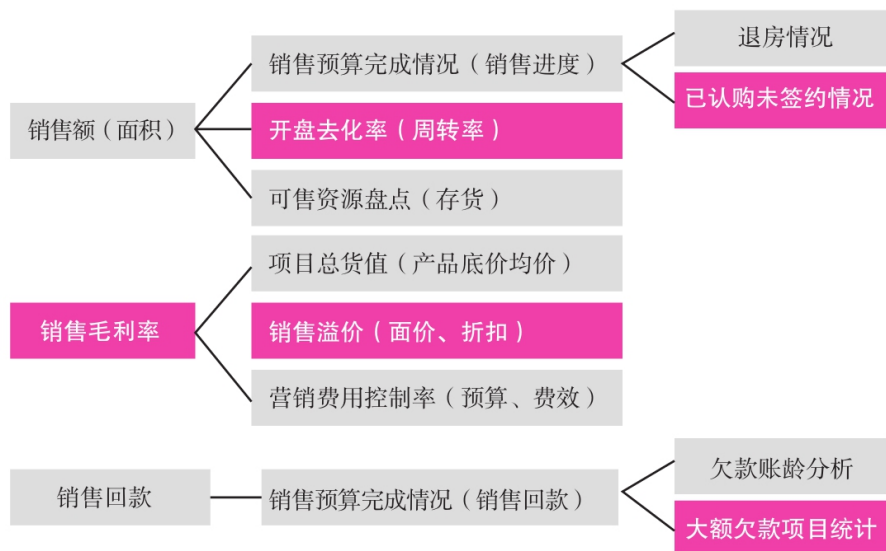 退房情况
销售预算完成情况（销售进度）
已认购未签约情况
销售额（面积）
开盘去化率（周转率）
可售资源盘点（存货）
项目总货值（产品底价均价）
销售毛利率
销售溢价（面价、折扣）
营销费用控制率（预算、费效）
欠款账龄分析
销售回款
销售预算完成情况（销售回款）
大额欠款项目统计